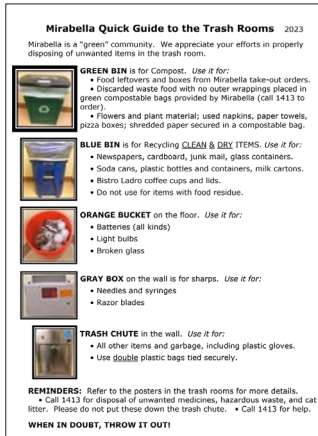 Mirabella Quick Guide to the Trash Rooms 2023
Mirabella is a "green" community. We appreciate your efforts in properly
disposing of unwanted items in the trash room.
GREEN BIN is for Compost. Use it for:
• Food leftovers and boxes from Mirabella take-out orders.
• Discarded waste food with no outer wrappings placed in
green compostable bags provided by Mirabella (call 1413 to
order).
• Flowers and plant material; used napkins, paper towels,
pizza boxes; shredded paper secured in a compostable bag.
BLUE BIN is for Recycling CLEAN & DRY ITEMS. Use it for:
• Newspapers, cardboard, junk mail, glass containers.
• Soda cans, plastic bottles and containers, milk cartons.
• Bistro Ladro coffee cups and lids.
• Do not use for items with food residue.
ORANGE BUCKET on the floor. Use it for:
• Batteries (all kinds)
• Light bulbs
• Broken glass
GRAY BOX on the wall is for sharps. Use it for:
• Needles and syringes
• Razor blades
TRASH CHUTE in the wall. Use it for:
• All other items and garbage, including plastic gloves.
• Use double plastic bags tied securely.
REMINDERS: Refer to the posters in the trash rooms for more details.
• Call 1413 for disposal of unwanted medicines, hazardous waste, and cat
litter. Please do not put these down the trash chute. • Call 1413 for help.
WHEN IN DOUBT, THROW IT OUT!